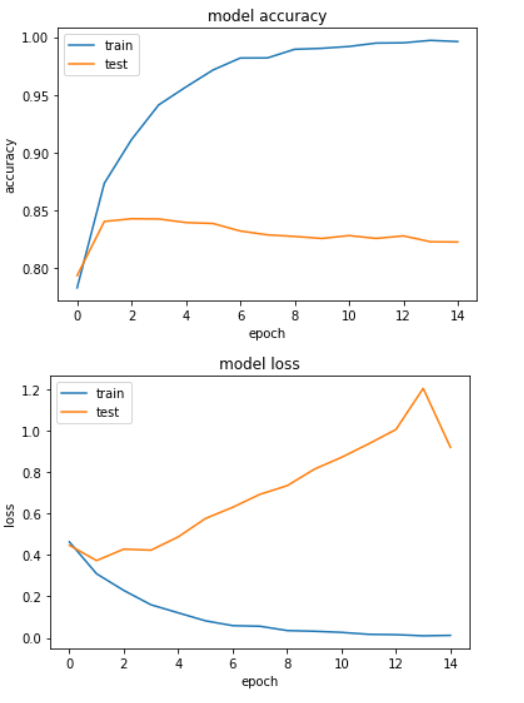 model accuracy
1.00
0.95
0.90
0.85
0.80
accuracy
train
test
0 2 4 6 8 10 12 14
epoch
model loss
1.2
1.0
0.8
0.6
0.4
0.2
0.0
loss
train
test
0 2 4 6 8 10 12 14
epoch